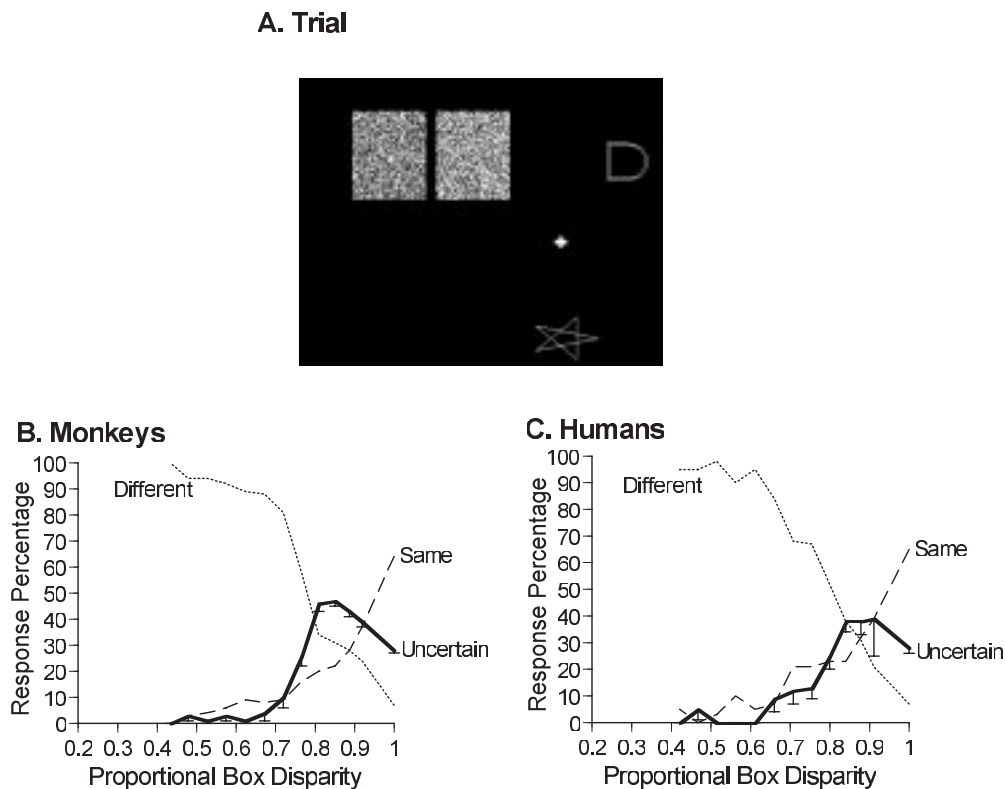 A. Trial
D
B. Monkeys
100
90
80
70
60
50
40
30
20
10
0
Response Percentage
Different
Same
Uncertain
0.2 0.3 0.4 0.5 0.6 0.7 0.8 0.9 1
Proportional Box Disparity
C. Humans
100
90
80
70
60
50
40
30
20
10
0
Response Percentage
Different
Same
Uncertain
0.2 0.3 0.4 0.5 0.6 0.7 0.8 0.9 1
Proportional Box Disparity